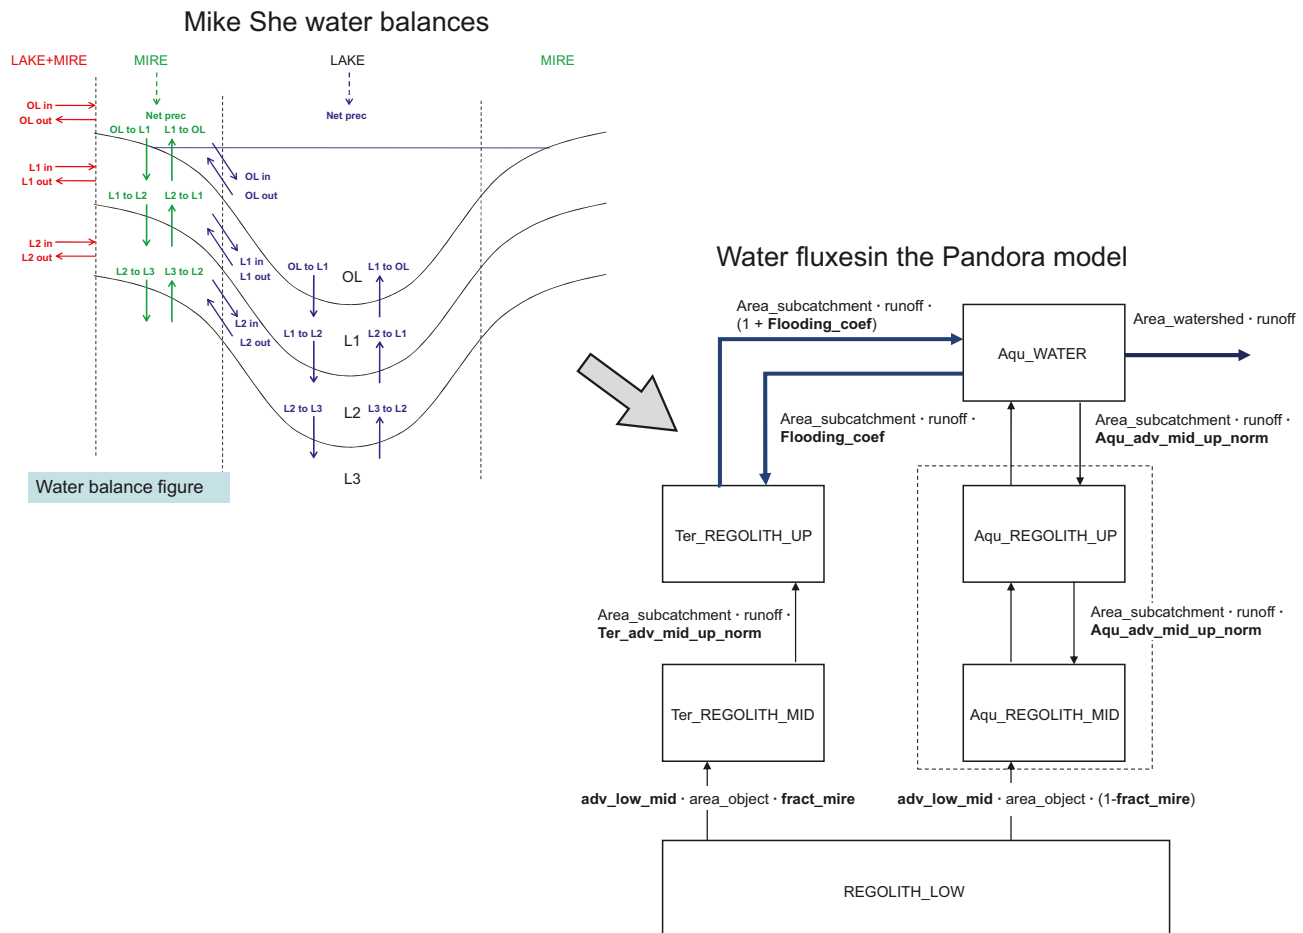 Mike She water balances
LAKE+MIRE
MIRE
LAKE
MIRE
OL in
OL out
Net prec
Net prec
OL to L1
L1 to OL
L1 in
L1 out
OL in
OL out
L1 to L2
L2 to L1
L2 in
L2 out
L1 in
L1 out
L2 to L3
L3 to L2
OL to L1
OL
L1 to OL
L2 in
L2 out
L1 to L2
L1
L2 to L1
L2 to L3
L2
L3 to L2
L3
Water balance figure
Water fluxesin the Pandora model
Area_subcatchment · runoff ·
(1 + Flooding_coef)
Aqu_WATER
Area_watershed · runoff
Area_subcatchment · runoff ·
Flooding_coef
Area_subcatchment · runoff ·
Aqu_adv_mid_up_norm
Ter_REGOLITH_UP
Aqu_REGOLITH_UP
Area_subcatchment · runoff ·
Ter_adv_mid_up_norm
Area_subcatchment · runoff ·
Aqu_adv_mid_up_norm
Ter_REGOLITH_MID
Aqu_REGOLITH_MID
adv_low_mid · area_object · fract_mire
adv_low_mid · area_object · (1-fract_mire)
REGOLITH_LOW